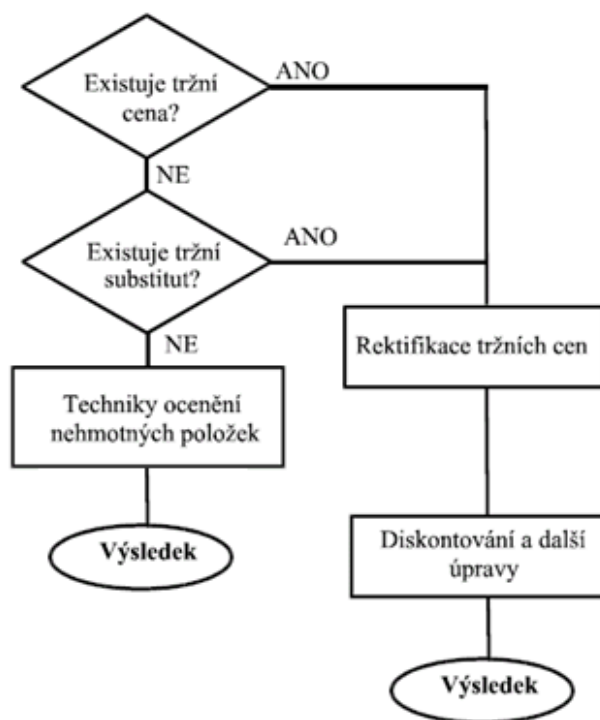 Existuje tržní
cena?
ANO
NE
Existuje tržní
substitut?
ANO
NE
Rektifikace tržních cen
Techniky ocenění
nehmotných položek
Výsledek
Diskontování a další
úpravy
Výsledek